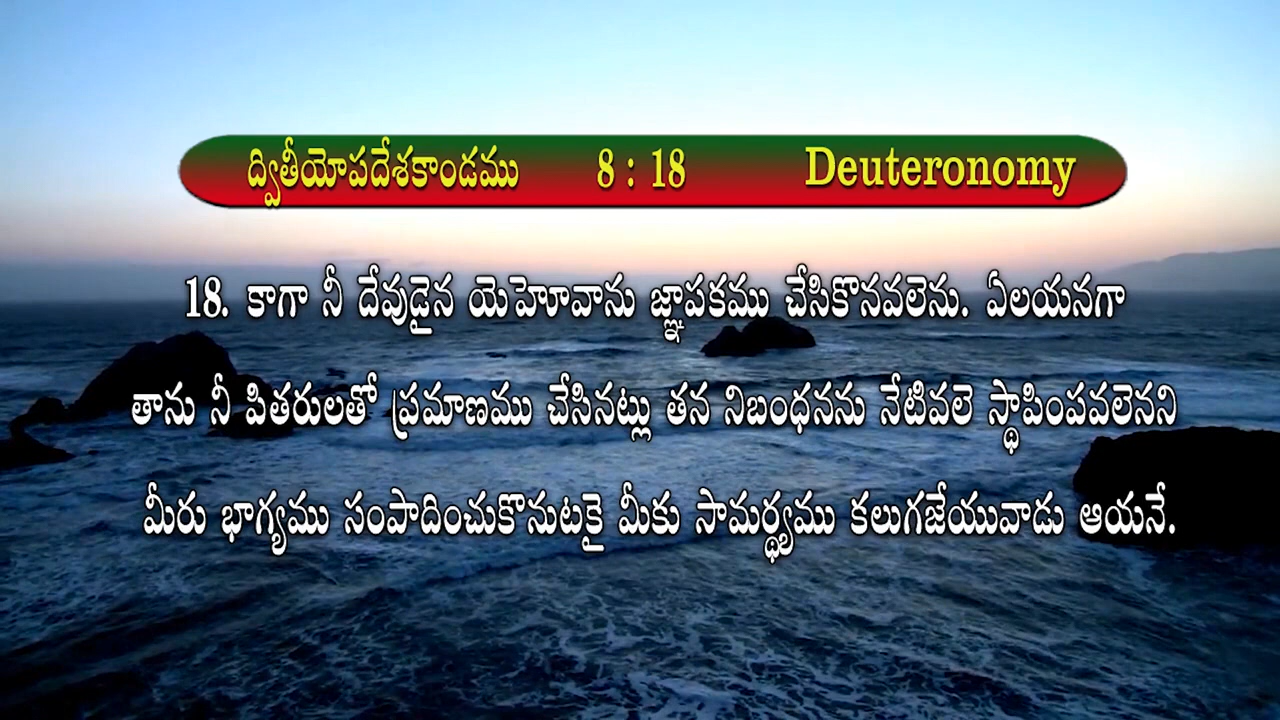 ద్వితీయోపదేశకాండము 8 : 18 Deuteronomy
18. కాగా నీ దేవుడైన యెహోవాను జ్ఞాపకము చేసికొనవలెను. ఏలయనగా
తాను నీ పితరులతో ప్రమాణము చేసినట్లు తన నిబంధనను నేటివలె స్థాపింపవలెనని
మీరు భాగ్యము సంపాదించుకొనుటకై మీకు సామర్థ్యము కలుగజేయువాడు ఆయనే.